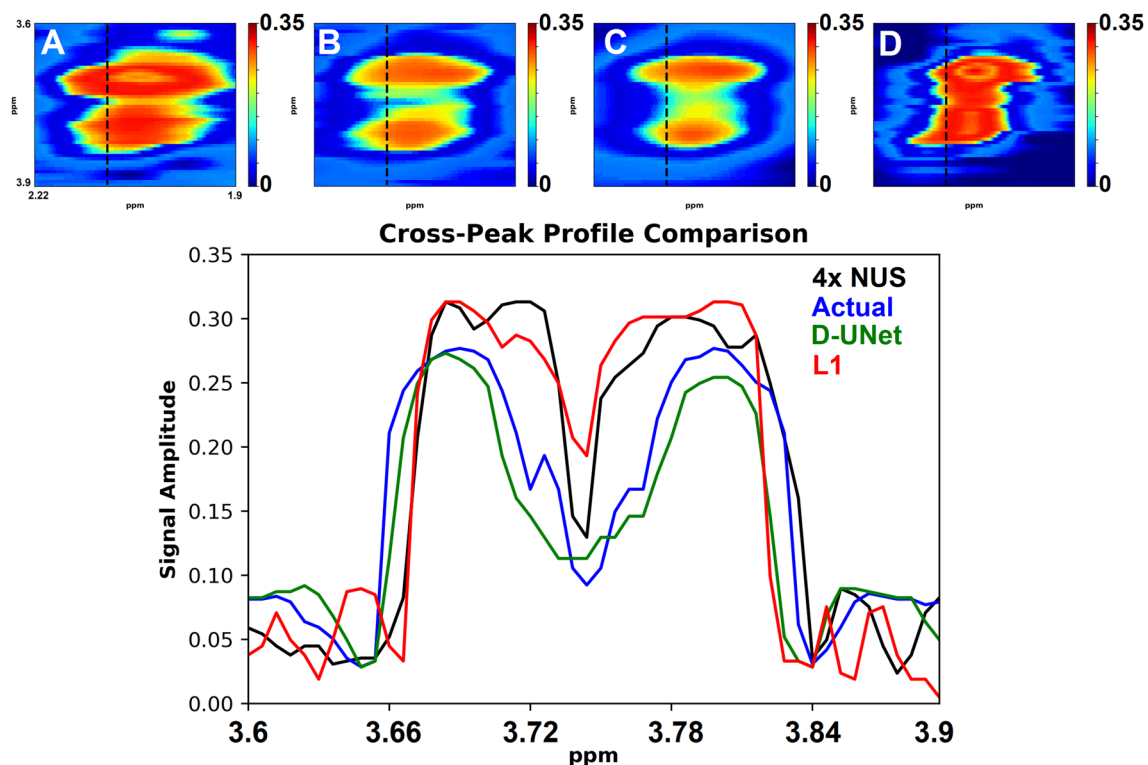 3.6
ppm
3.9
2.22
ppm
1.9
A
0.35
0
B
0.35
0
ppm
C
0.35
0
ppm
D
0.35
0
ppm
Cross-Peak Profile Comparison
Signal Amplitude
0.35
0.30
0.25
0.20
0.15
0.10
0.05
0.00
4x NUS
Actual
D-UNet
L1
3.6 3.66 3.72 3.78 3.84 3.9
ppm